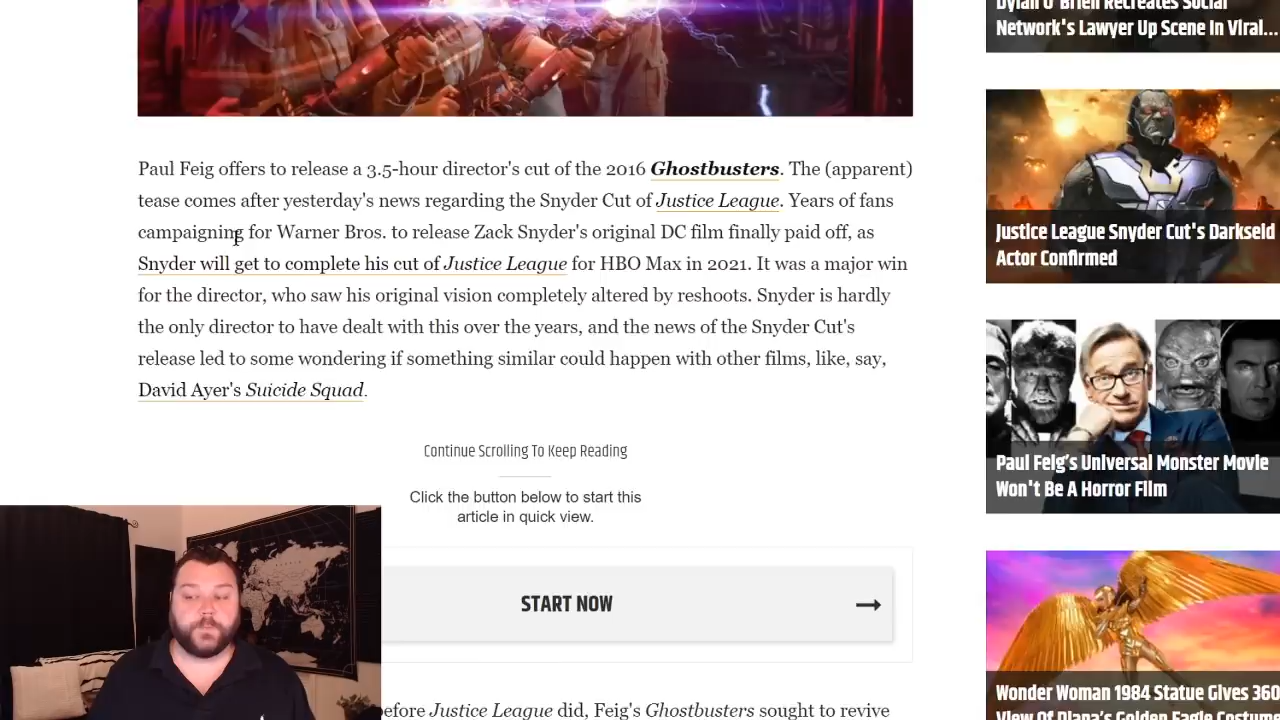 Paul Feig offers to release a 3.5-hour director's cut of the 2016 Ghostbusters. The (apparent)
tease comes after yesterday's news regarding the Snyder Cut of Justice League. Years of fans
campaigning for Warner Bros. to release Zack Snyder's original DC film finally paid off, as
Snyder will get to complete his cut of Justice League for HBO Max in 2021. It was a major win
for the director, who saw his original vision completely altered by reshoots. Snyder is hardly
the only director to have dealt with this over the years, and the news of the Snyder Cut's
release led to some wondering if something similar could happen with other films, like, say,
David Ayer's Suicide Squad.
Continue Scrolling To Keep Reading
Click the button below to start this
article in quick view.
START NOW
efore Justice League did, Feig's Ghostbusters sought to revive
Dylan O'Brien Recreates Social
Network's Lawyer Up Scene In Viral...
Justice League Snyder Cut's Darkseid
Actor Confirmed
Paul Feig's Universal Monster Movie
Won't Be A Horror Film
Wonder Woman 1984 Statue Gives 360
View Of Diana's Golden Eagle Costume